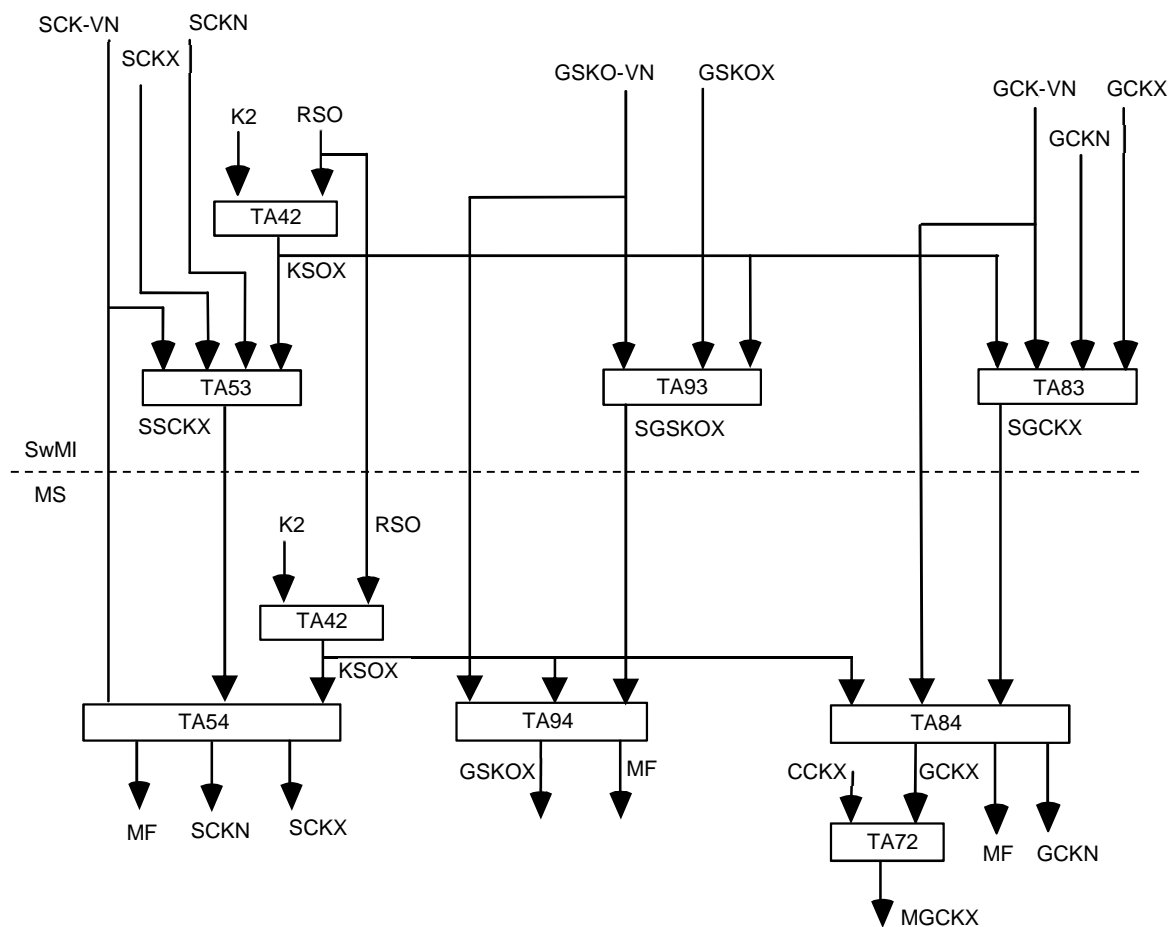 SCK-VN
SCKN
SCKX
GSKO-VN
GSKOX
GCK-VN
GCKX
K2
RSO
GCKN
TA42
KSOX
TA53
TA93
TA83
SSCKX
SGSKOX
SGCKX
SwMI
MS
K2
RSO
TA42
KSOX
TA54
TA94
TA84
GSKOX
MF
CCKX
GCKX
MF
SCKN
SCKX
TA72
MF
GCKN
MGCKX